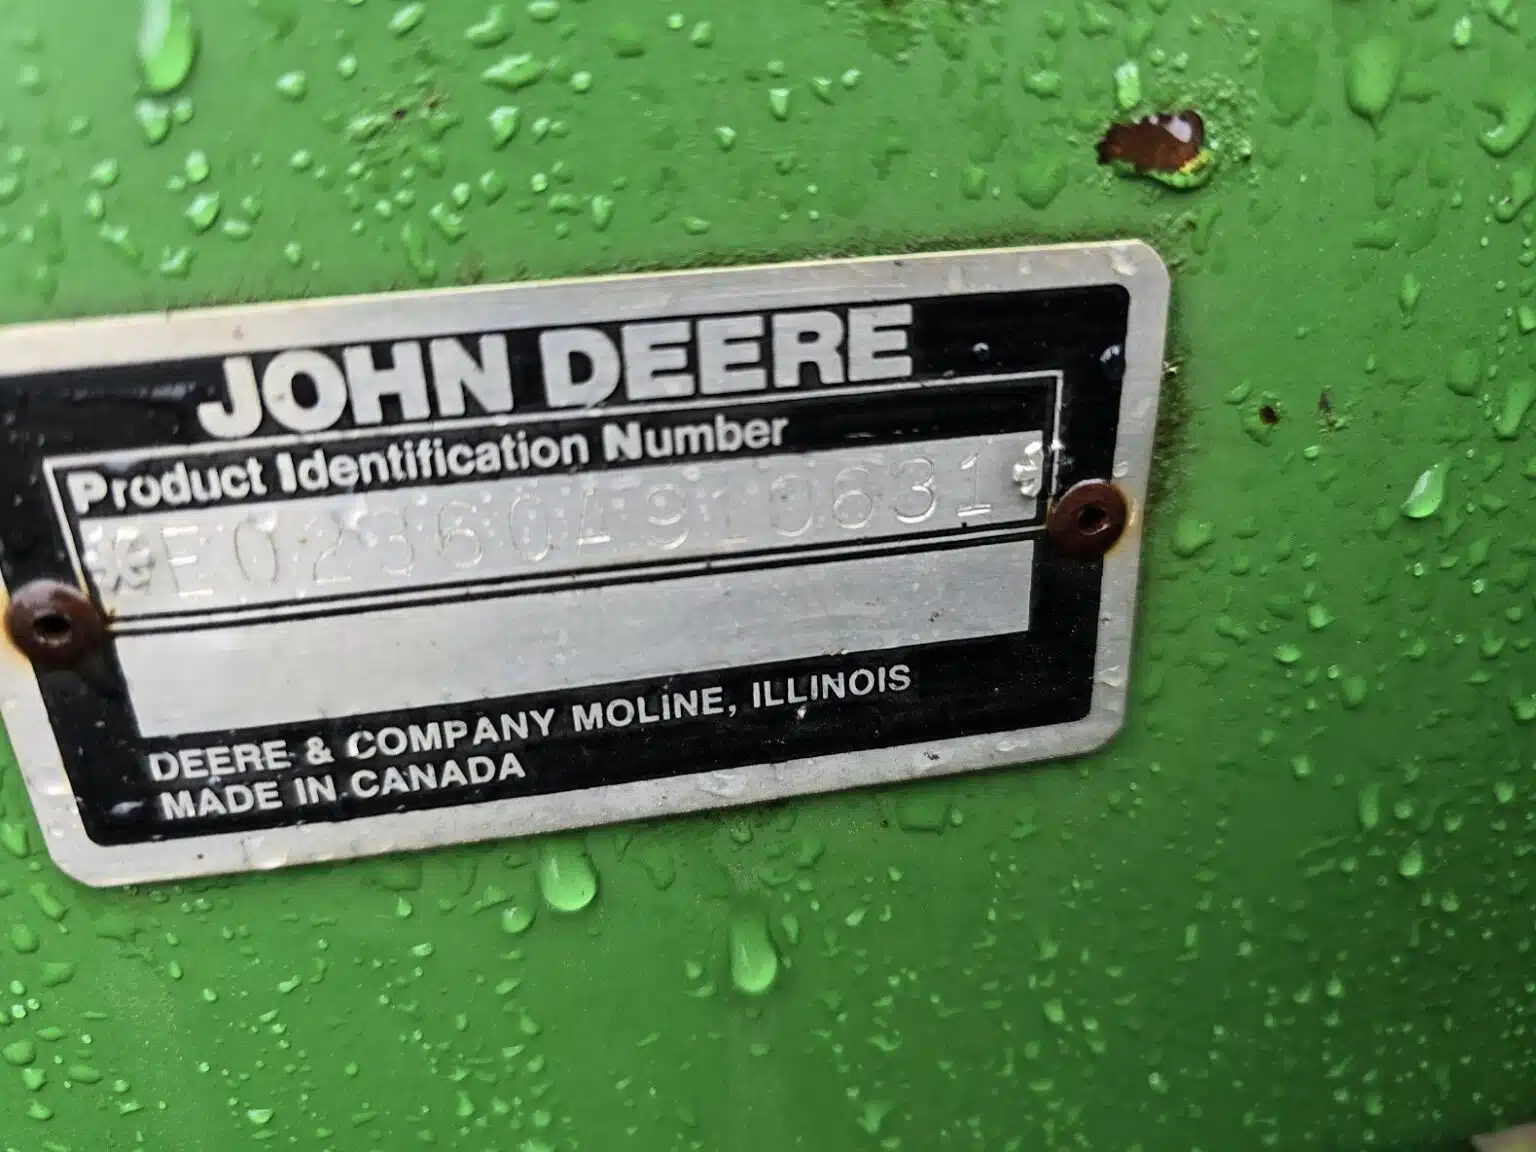 JOHN DEERE
Product Identification Number
*E02360A910631*
DEERE & COMPANY MOLINE, ILLINOIS
MADE IN CANADA